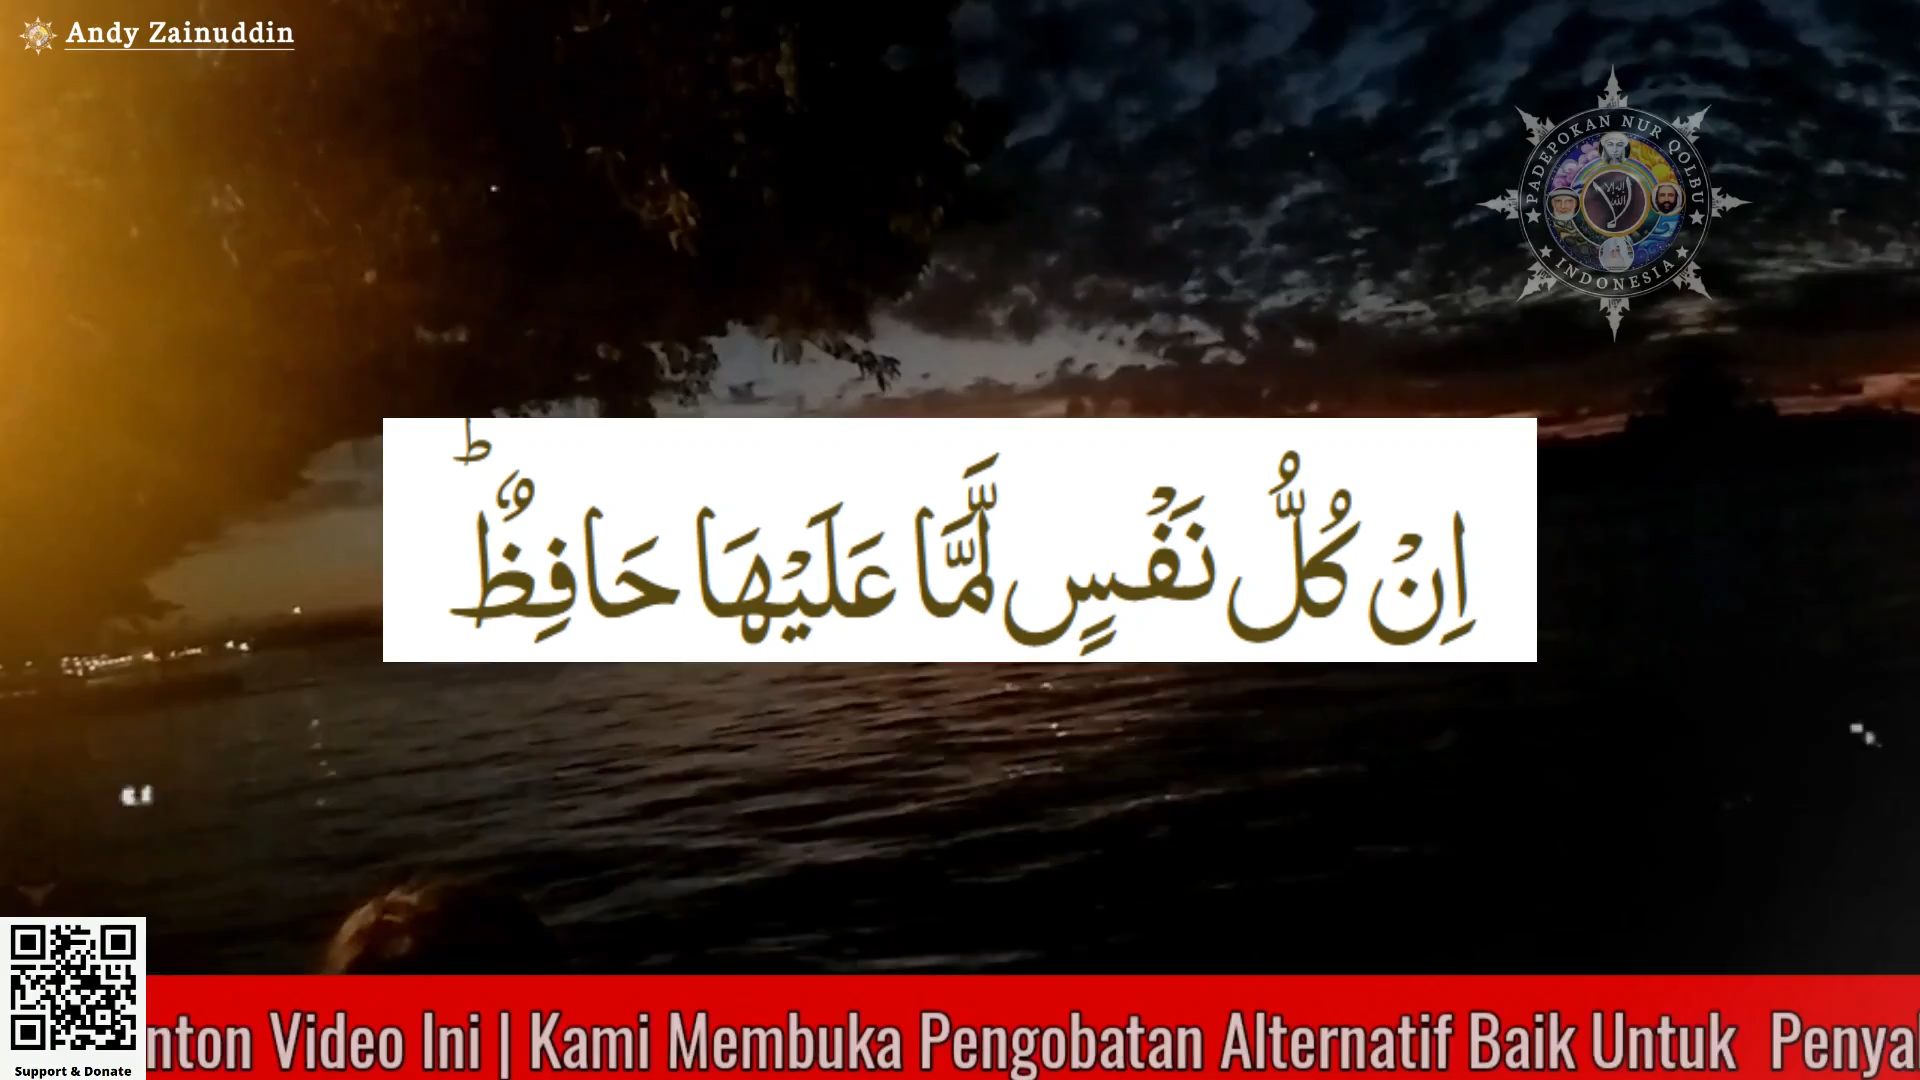 Andy Zainuddin
PADEPOKAN NUR QOLBU
INDONESIA
اِنْ كُلُّ نَفْسٍ لَّمَّا عَلَيْهَا حَافِظٌۗ
nton Video Ini | Kami Membuka Pengobatan Alternatif Baik Untuk Penya
Support & Donate